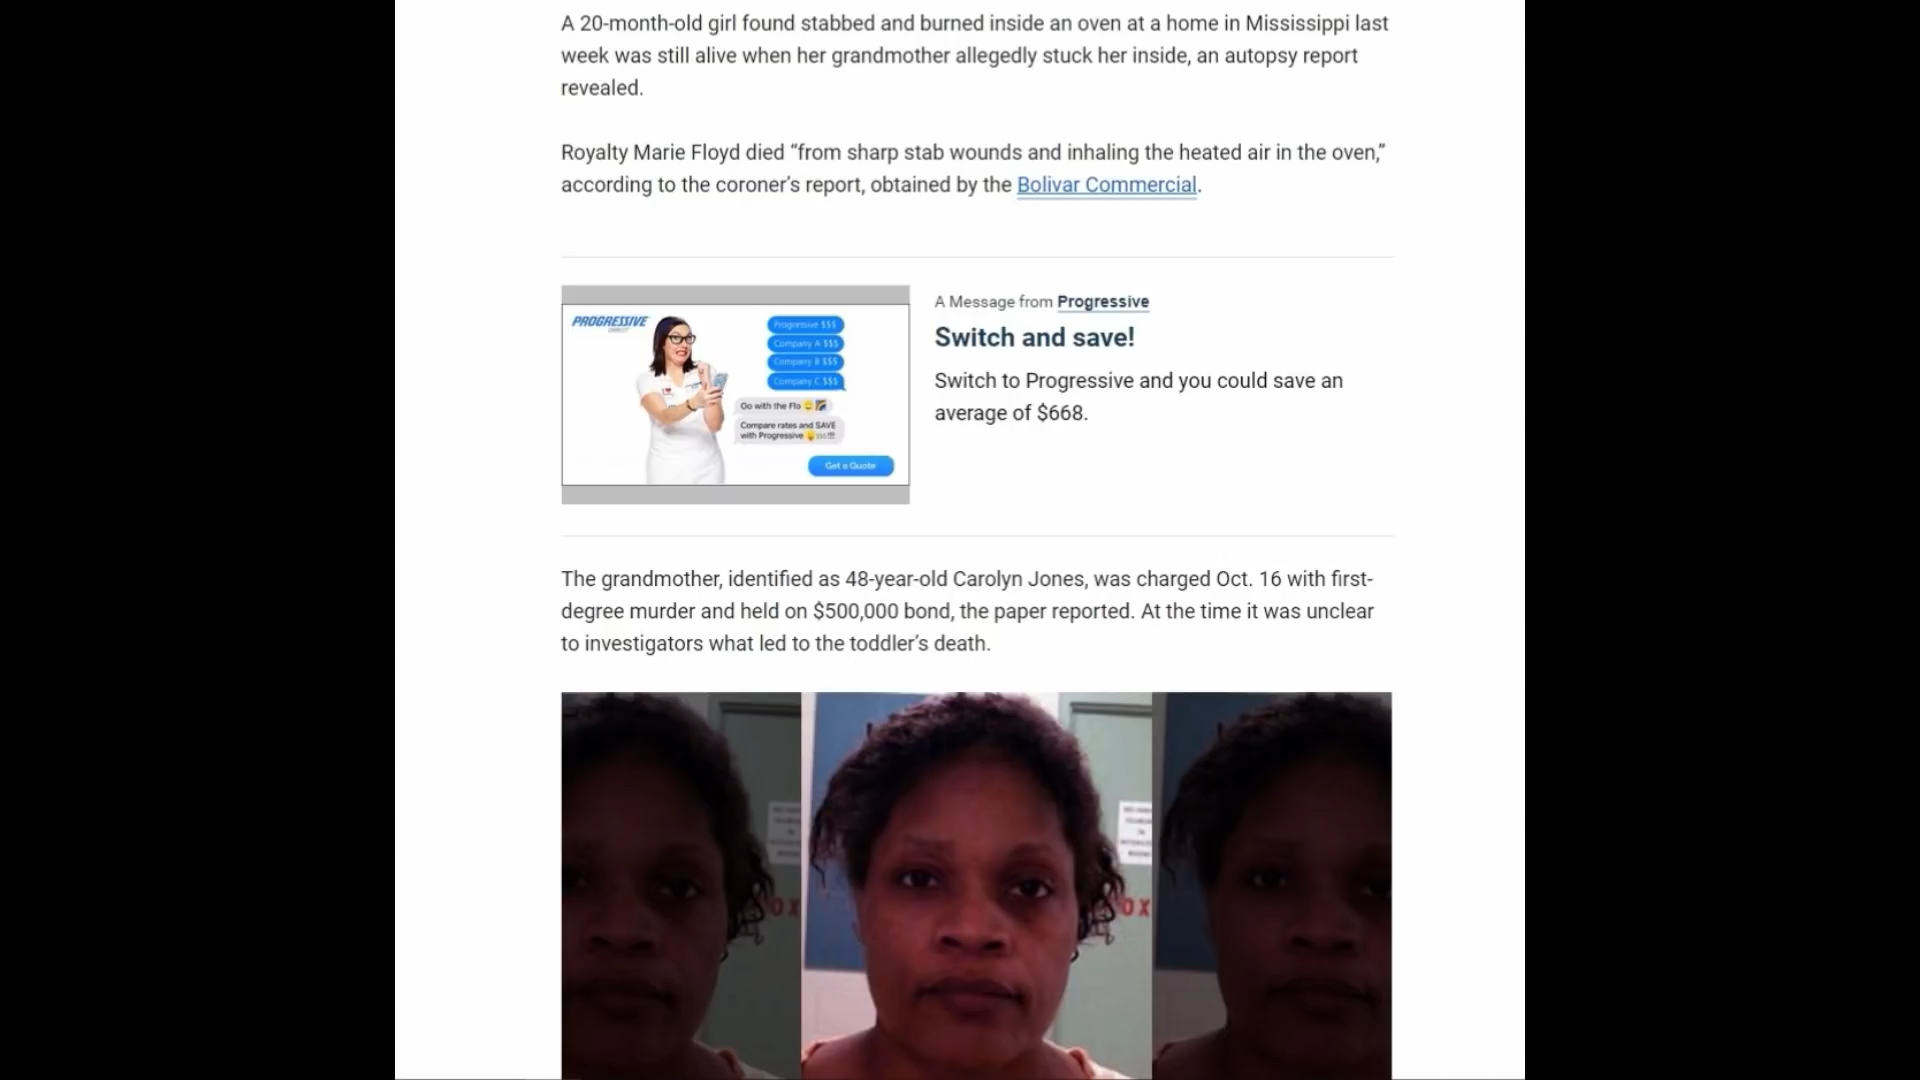 A 20-month-old girl found stabbed and burned inside an oven at a home in Mississippi last
week was still alive when her grandmother allegedly stuck her inside, an autopsy report
revealed.
Royalty Marie Floyd died “from sharp stab wounds and inhaling the heated air in the oven,”
according to the coroner’s report, obtained by the Bolivar Commercial.
PROGRESSIVE
DIRECT
Progressive $$$
Company A $$$
Company B $$$
Company C $$$
Go with the Flo
Compare rates and SAVE
with Progressive
Get a Quote
A Message from Progressive
Switch and save!
Switch to Progressive and you could save an
average of $668.
The grandmother, identified as 48-year-old Carolyn Jones, was charged Oct. 16 with first-
degree murder and held on $500,000 bond, the paper reported. At the time it was unclear
to investigators what led to the toddler’s death.
OX
OX